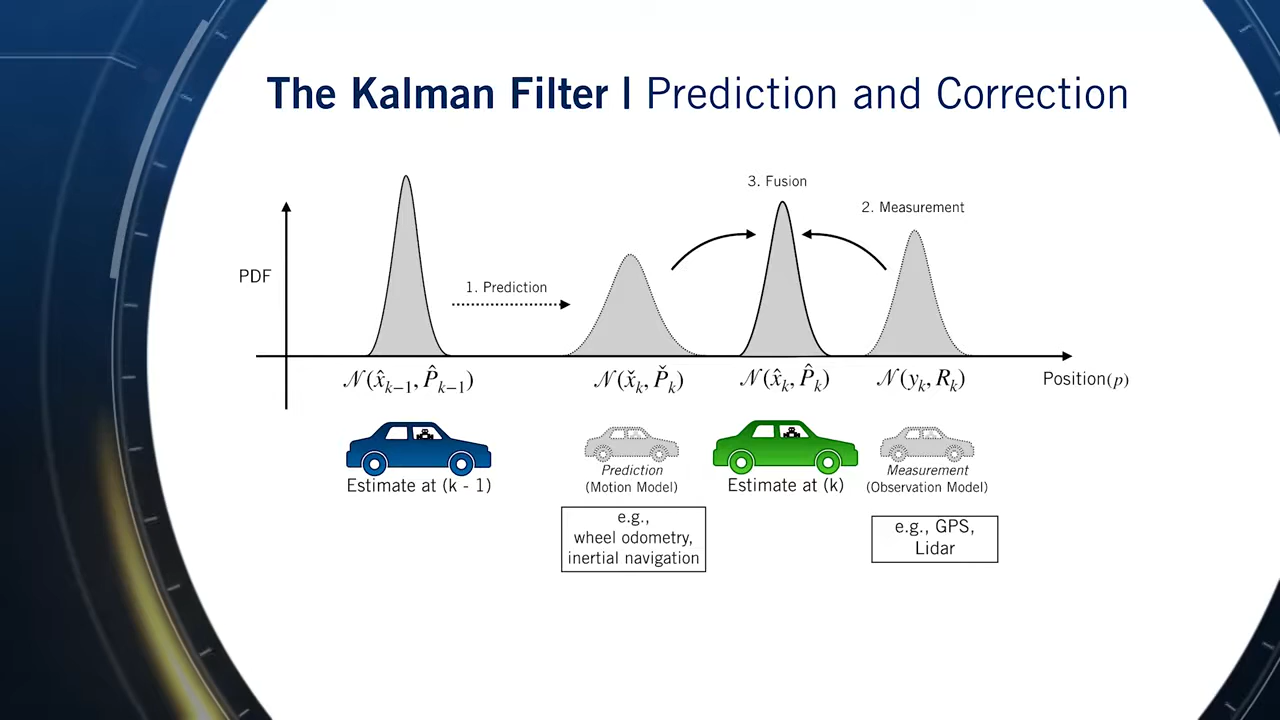 The Kalman Filter | Prediction and Correction
3. Fusion
2. Measurement
PDF
1. Prediction
𝒩(x̂ₖ₋₁, P̂ₖ₋₁)
𝒩(x̌ₖ, P̌ₖ)
𝒩(x̂ₖ, P̂ₖ)
𝒩(yₖ, Rₖ)
Position(p)
Estimate at (k - 1)
Prediction
(Motion Model)
Estimate at (k)
Measurement
(Observation Model)
e.g.,
wheel odometry,
inertial navigation
e.g., GPS,
Lidar